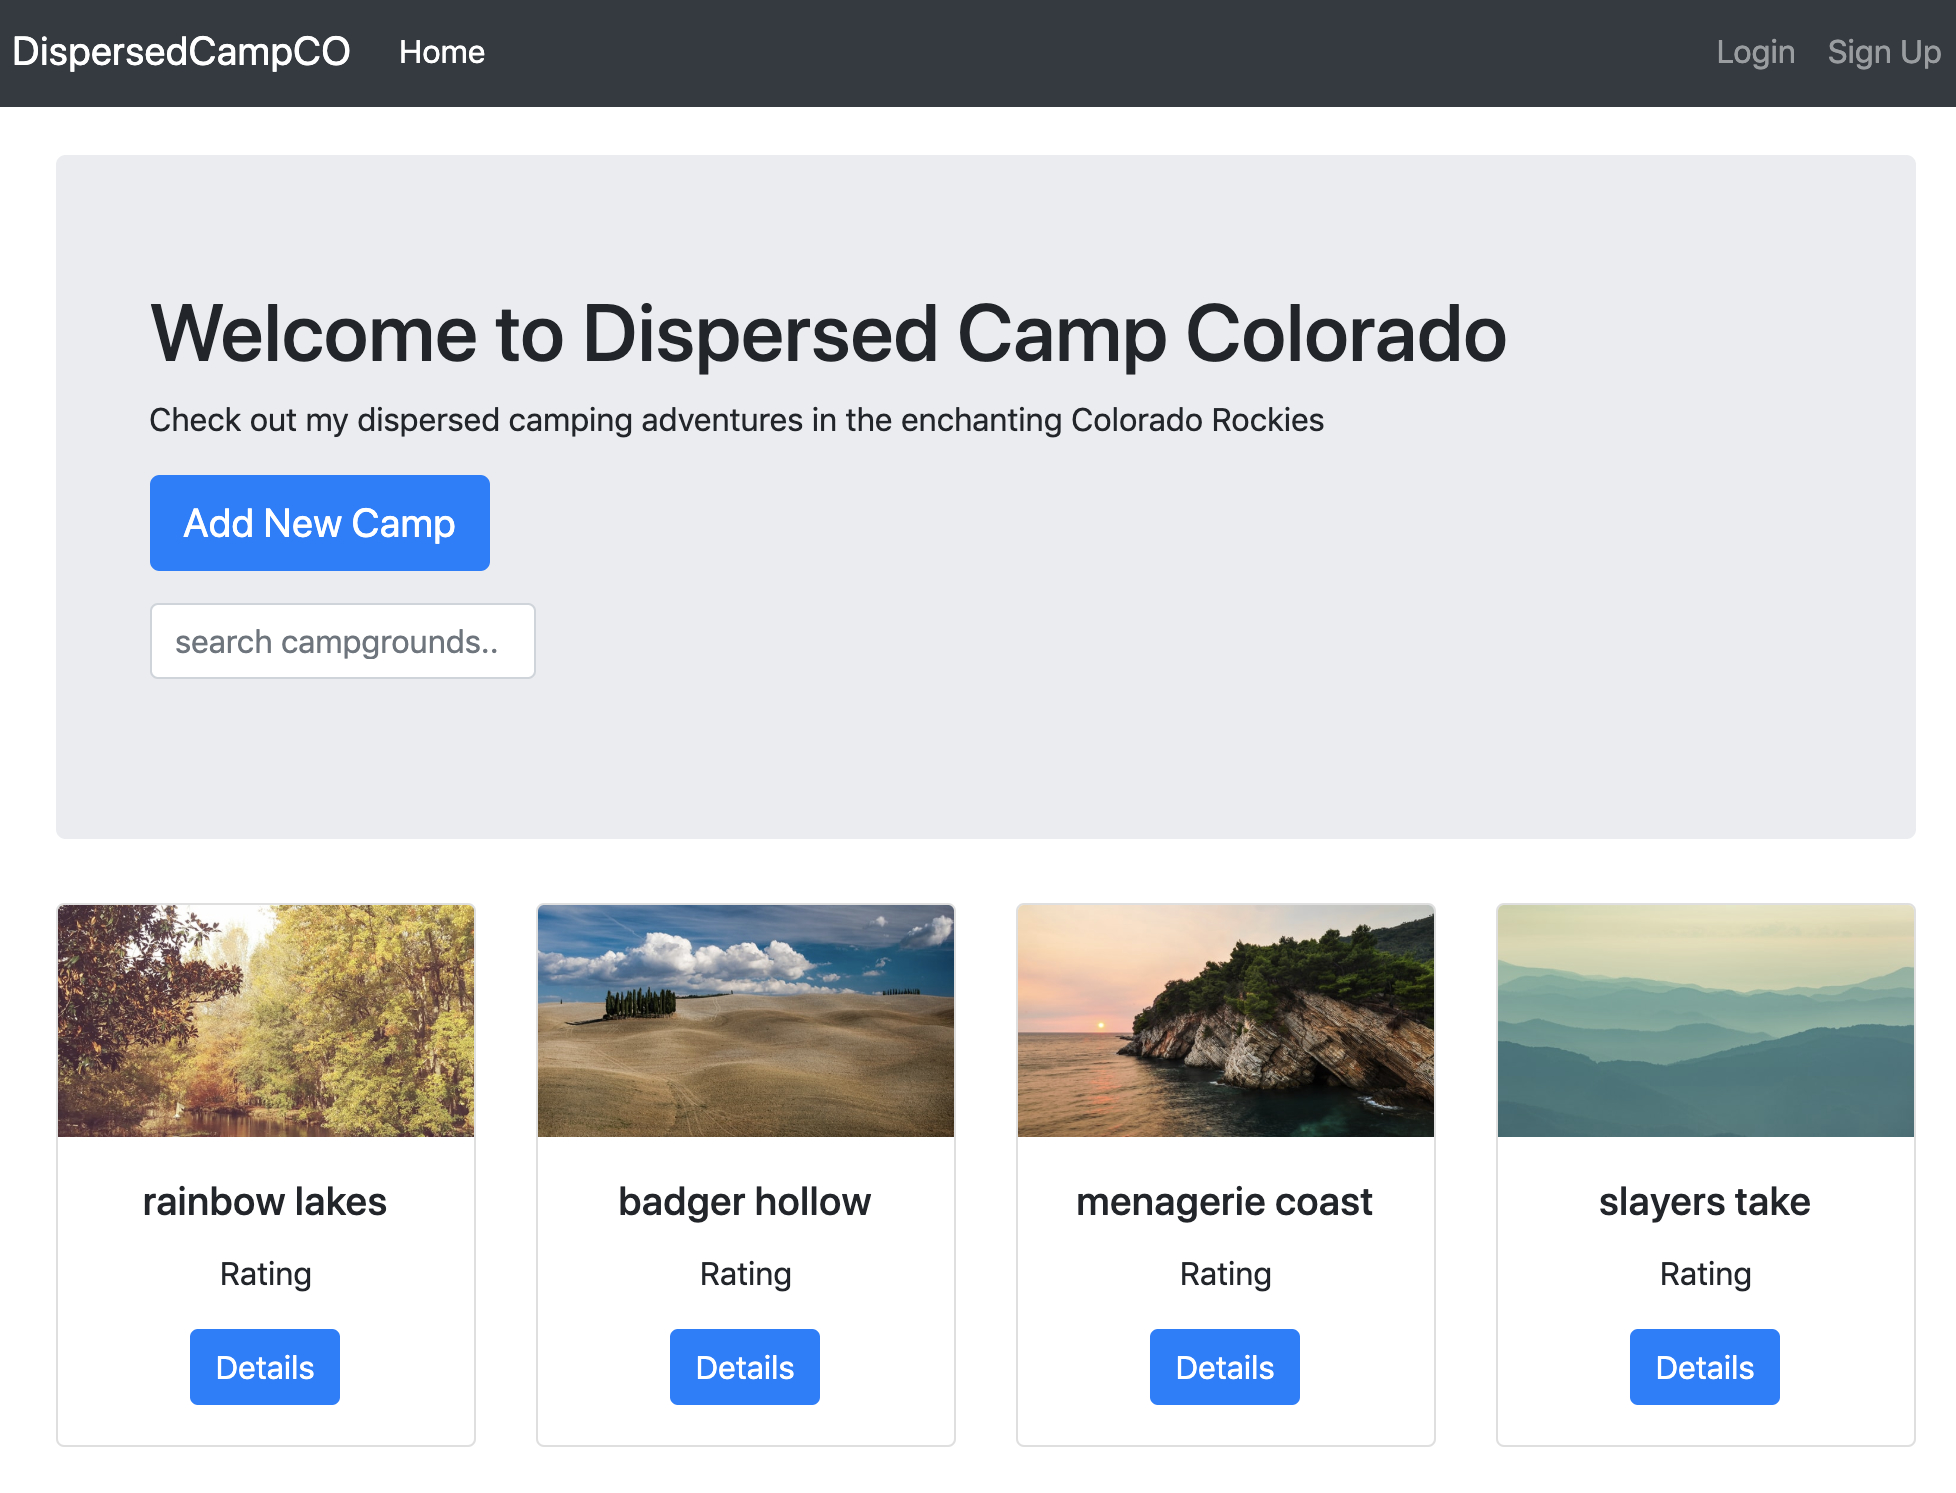 DispersedCampCO Home Login Sign Up
Welcome to Dispersed Camp Colorado
Check out my dispersed camping adventures in the enchanting Colorado Rockies
Add New Camp
search campgrounds..
rainbow lakes
Rating
Details
badger hollow
Rating
Details
menagerie coast
Rating
Details
slayers take
Rating
Details